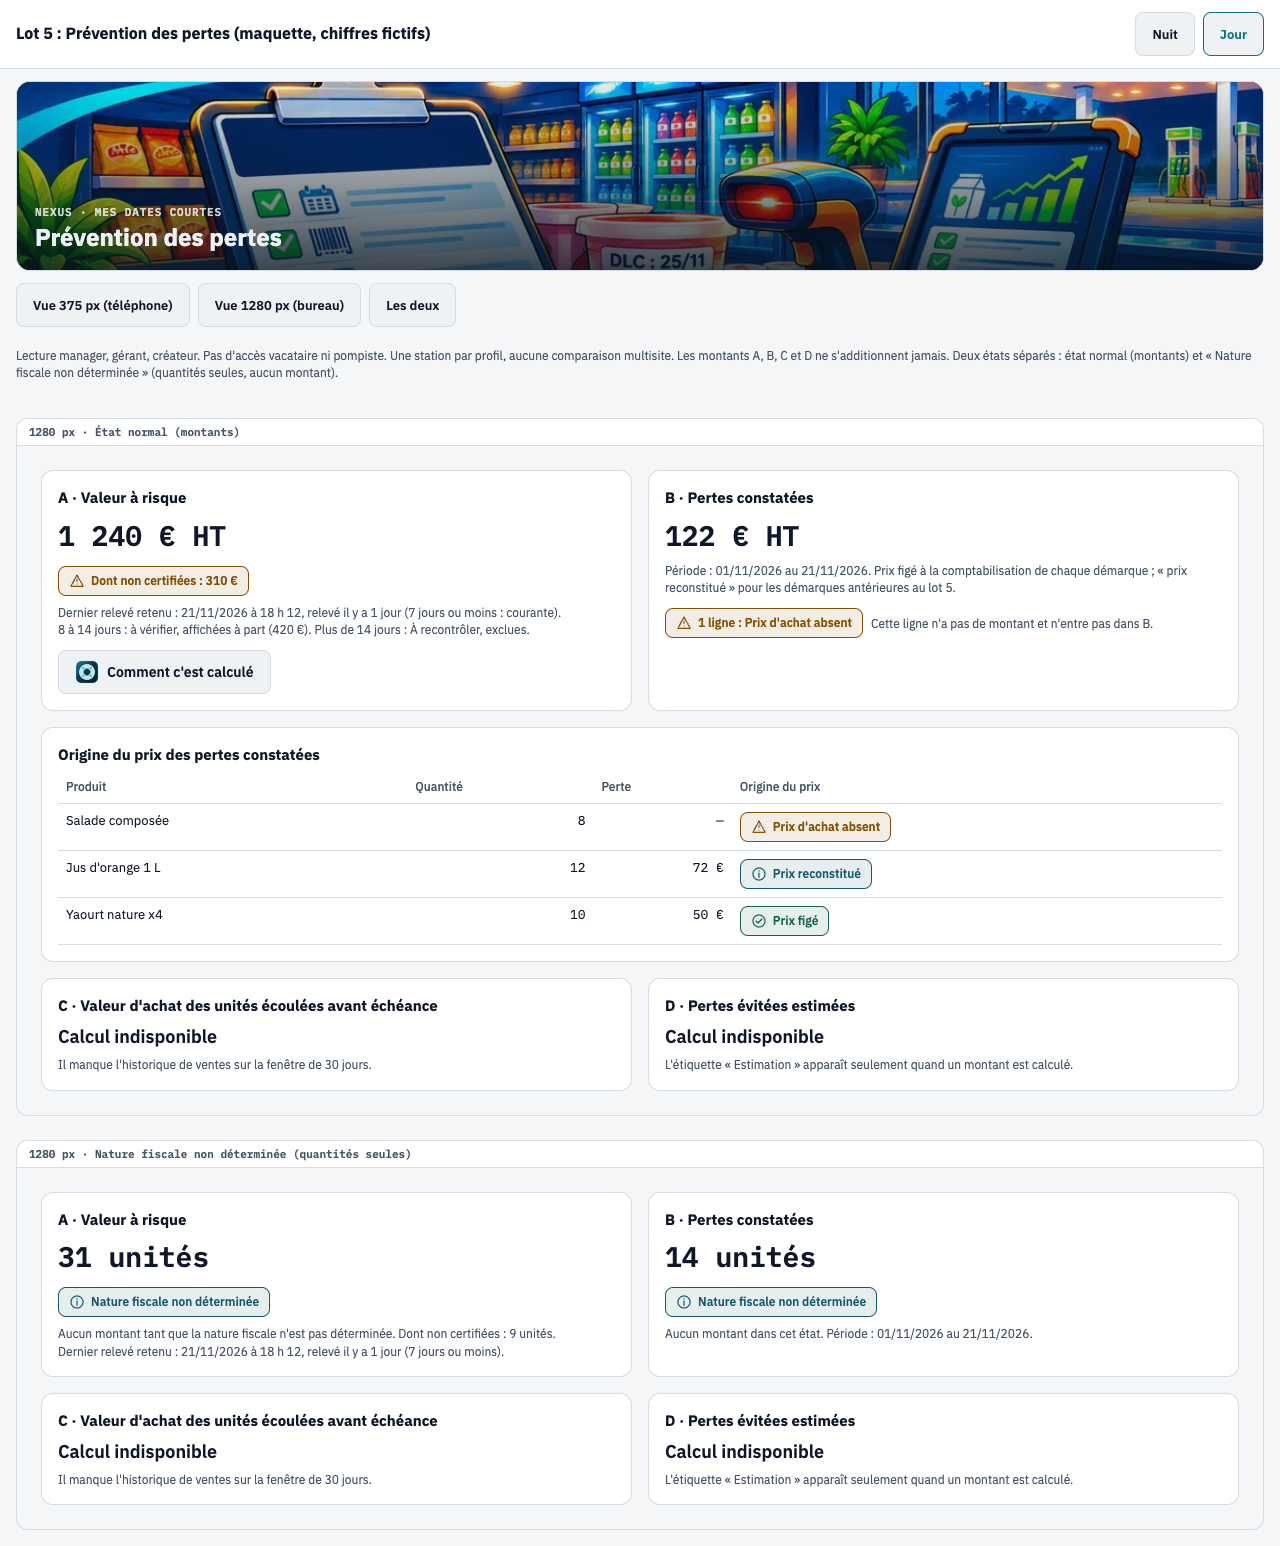 Lot 5 : Prévention des pertes (maquette, chiffres fictifs)
Nuit
Jour
DLC : 25/11
NEXUS · MES DATES COURTES
Prévention des pertes
Vue 375 px (téléphone)
Vue 1280 px (bureau)
Les deux
Lecture manager, gérant, créateur. Pas d'accès vacataire ni pompiste. Une station par profil, aucune comparaison multisite. Les montants A, B, C et D ne s'additionnent jamais. Deux états séparés : état normal (montants) et « Nature
fiscale non déterminée » (quantités seules, aucun montant).
1280 px · État normal (montants)
A · Valeur à risque
1 240 € HT
Dont non certifiées : 310 €
Dernier relevé retenu : 21/11/2026 à 18 h 12, relevé il y a 1 jour (7 jours ou moins : courante).
8 à 14 jours : à vérifier, affichées à part (420 €). Plus de 14 jours : À recontrôler, exclues.
Comment c'est calculé
B · Pertes constatées
122 € HT
Période : 01/11/2026 au 21/11/2026. Prix figé à la comptabilisation de chaque démarque ; « prix
reconstitué » pour les démarques antérieures au lot 5.
1 ligne : Prix d'achat absent
Cette ligne n'a pas de montant et n'entre pas dans B.
Origine du prix des pertes constatées
Produit Quantité Perte Origine du prix
Salade composée 8 — Prix d'achat absent
Jus d'orange 1 L 12 72 € Prix reconstitué
Yaourt nature x4 10 50 € Prix figé
C · Valeur d'achat des unités écoulées avant échéance
Calcul indisponible
Il manque l'historique de ventes sur la fenêtre de 30 jours.
D · Pertes évitées estimées
Calcul indisponible
L'étiquette « Estimation » apparaît seulement quand un montant est calculé.
1280 px · Nature fiscale non déterminée (quantités seules)
A · Valeur à risque
31 unités
Nature fiscale non déterminée
Aucun montant tant que la nature fiscale n'est pas déterminée. Dont non certifiées : 9 unités.
Dernier relevé retenu : 21/11/2026 à 18 h 12, relevé il y a 1 jour (7 jours ou moins).
B · Pertes constatées
14 unités
Nature fiscale non déterminée
Aucun montant dans cet état. Période : 01/11/2026 au 21/11/2026.
C · Valeur d'achat des unités écoulées avant échéance
Calcul indisponible
Il manque l'historique de ventes sur la fenêtre de 30 jours.
D · Pertes évitées estimées
Calcul indisponible
L'étiquette « Estimation » apparaît seulement quand un montant est calculé.